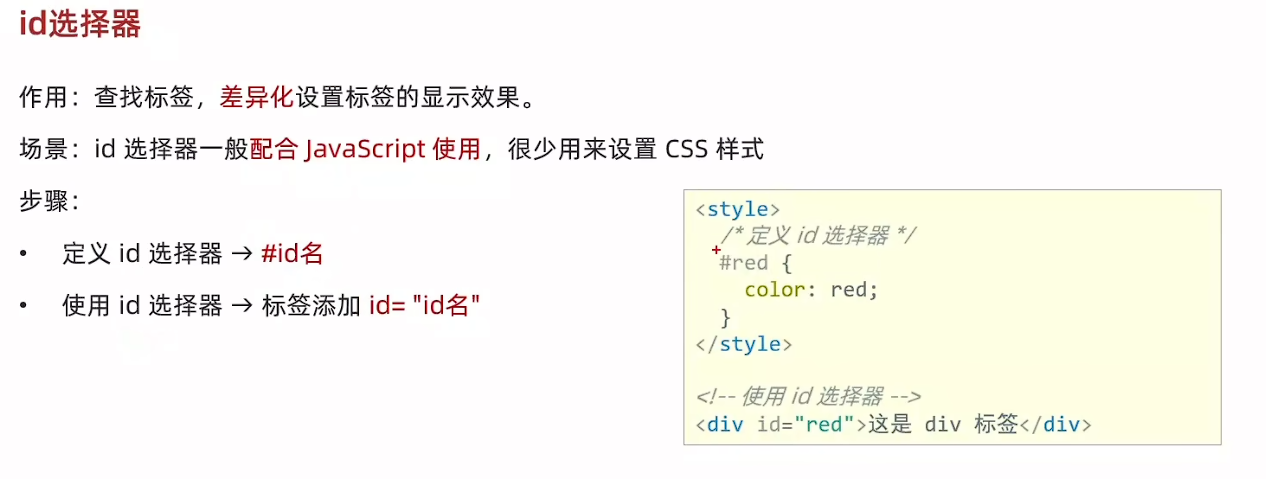 id选择器
作用：查找标签，差异化设置标签的显示效果。
场景：id 选择器一般配合 JavaScript 使用，很少用来设置 CSS 样式
步骤：
• 定义 id 选择器 → #id名
• 使用 id 选择器 → 标签添加 id= "id名"
<style>
/* 定义 id 选择器 */
#red {
color: red;
}
</style>
<!-- 使用 id 选择器 -->
<div id="red">这是 div 标签</div>